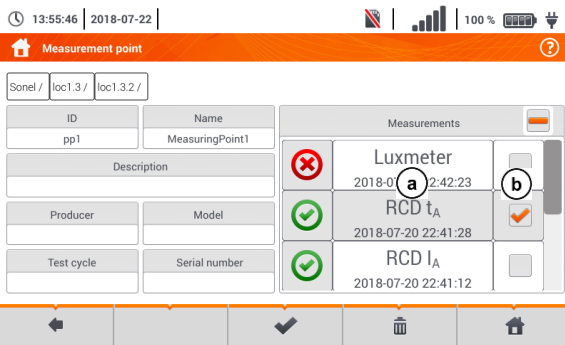 13:55:46 2018-07-22 100 %
Measurement point ?
Sonel / loc1.3 / loc1.3.2 /
ID Name
pp1 MeasuringPoint1
Description
Producer Model
Test cycle Serial number
Measurements
Luxmeter
2:42:23
a b
RCD tA
2018-07-20 22:41:28
RCD IA
2018-07-20 22:41:12